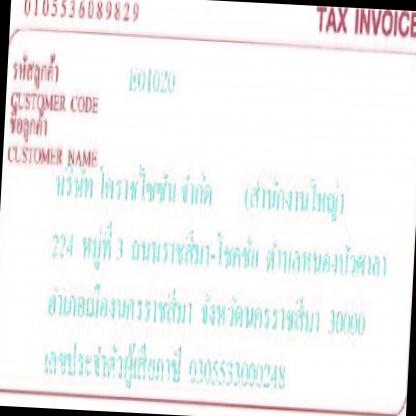 0105536089829
TAX INVOICE
รหัสลูกค้า E01020
CUSTOMER CODE
ชื่อลูกค้า
CUSTOMER NAME
บริษัท โคราชไซซัน จำกัด (สำนักงานใหญ่)
224 หมู่ที่ 3 ถนนราชสีมา-โชคชัย ตำบลหนองบัวศาลา
อำเภอเมืองนครราชสีมา จังหวัดนครราชสีมา 30000
เลขประจำตัวผู้เสียภาษี 0305533000248